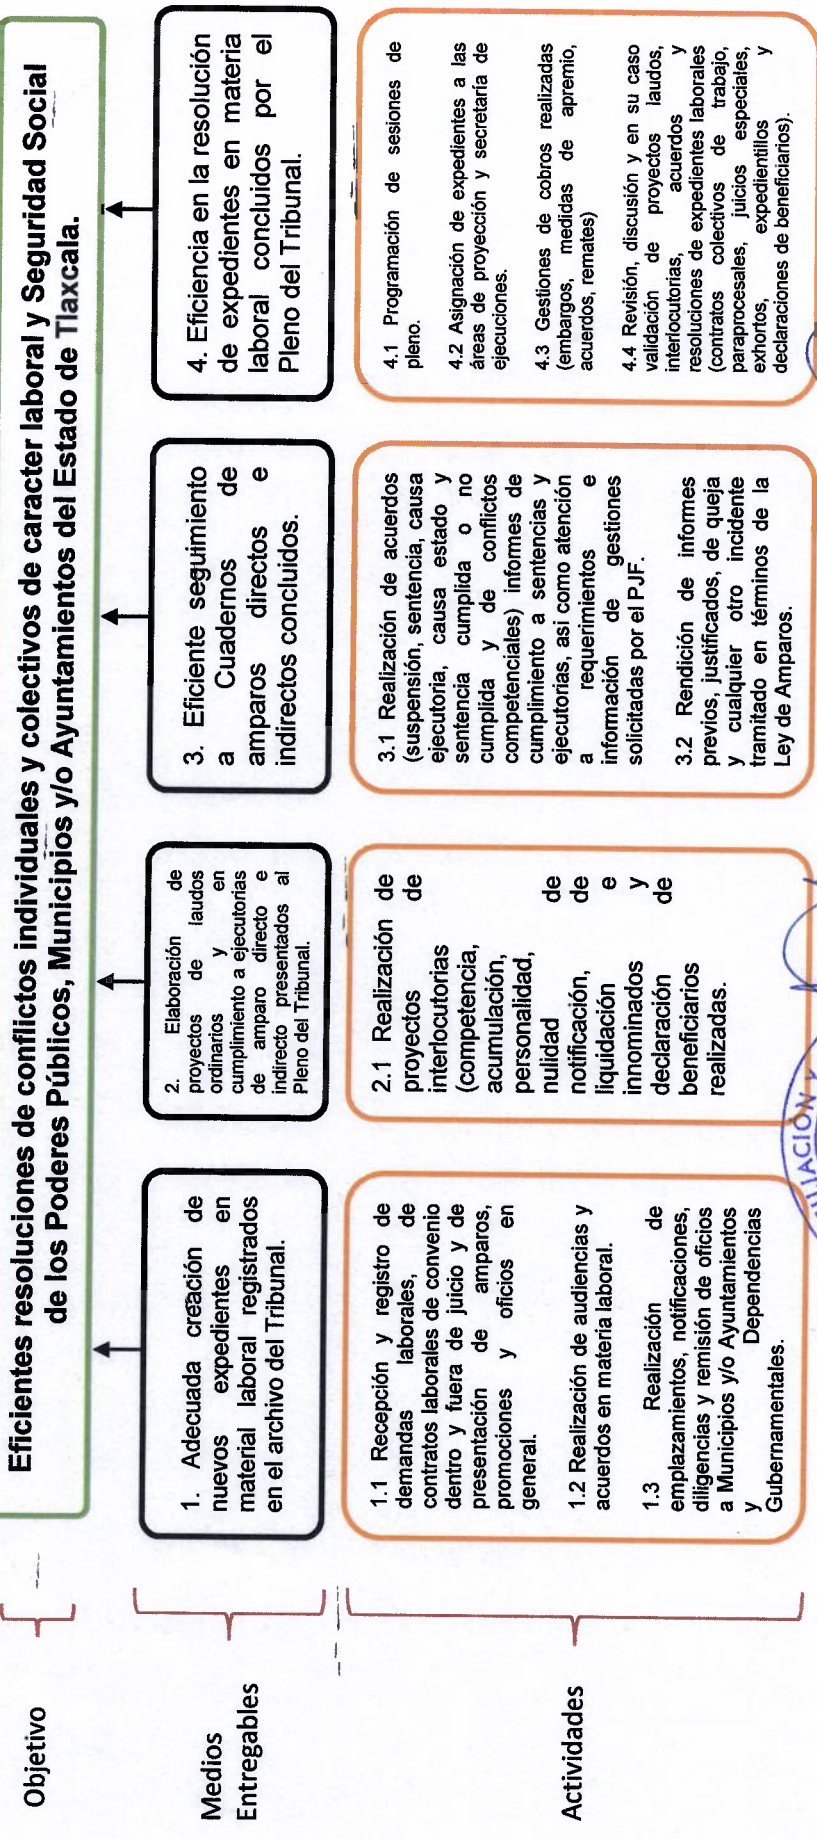 Objetivo
Eficientes resoluciones de conflictos individuales y colectivos de caracter laboral y Seguridad Social
de los Poderes Públicos, Municipios y/o Ayuntamientos del Estado de Tlaxcala.
Medios
Entregables
1. Adecuada creación de
nuevos expedientes en
material laboral registrados
en el archivo del Tribunal.
2. Elaboración de
proyectos de laudos
ordinarios y en
cumplimiento a ejecutorias
de amparo directo e
indirecto presentados al
Pleno del Tribunal.
3. Eficiente seguimiento
a Cuadernos de
amparos directos e
indirectos concluidos.
4. Eficiencia en la resolución
de expedientes en materia
laboral concluidos por el
Pleno del Tribunal.
Actividades
1.1 Recepción y registro de
demandas laborales, de
contratos laborales de convenio
dentro y fuera de juicio y de
presentación de amparos,
promociones y oficios en
general.
1.2 Realización de audiencias y
acuerdos en materia laboral.
1.3 Realización de
emplazamientos, notificaciones,
diligencias y remisión de oficios
a Municipios y/o Ayuntamientos
y Dependencias
Gubernamentales.
2.1 Realización de
proyectos de
interlocutorias
(competencia,
acumulación,
personalidad,
nulidad de
notificación, de
liquidación e
innominados y
declaración de
beneficiarios
realizadas.
3.1 Realización de acuerdos
(suspensión, sentencia, causa
ejecutoria, causa estado y
sentencia cumplida o no
cumplida y de conflictos
competenciales) informes de
cumplimiento a sentencias y
ejecutorias, asi como atención
a requerimientos e
información de gestiones
solicitadas por el PJF.
3.2 Rendición de informes
previos, justificados, de queja
y cualquier otro incidente
tramitado en términos de la
Ley de Amparos.
4.1 Programación de sesiones de
pleno.
4.2 Asignación de expedientes a las
áreas de proyección y secretaría de
ejecuciones.
4.3 Gestiones de cobros realizadas
(embargos, medidas de apremio,
acuerdos, remates)
4.4 Revisión, discusión y en su caso
validación de proyectos laudos,
interlocutorias, acuerdos y
resoluciones de expedientes laborales
(contratos colectivos de trabajo,
paraprocesales, juicios especiales,
exhortos, expedientillos y
declaraciones de beneficiarios).